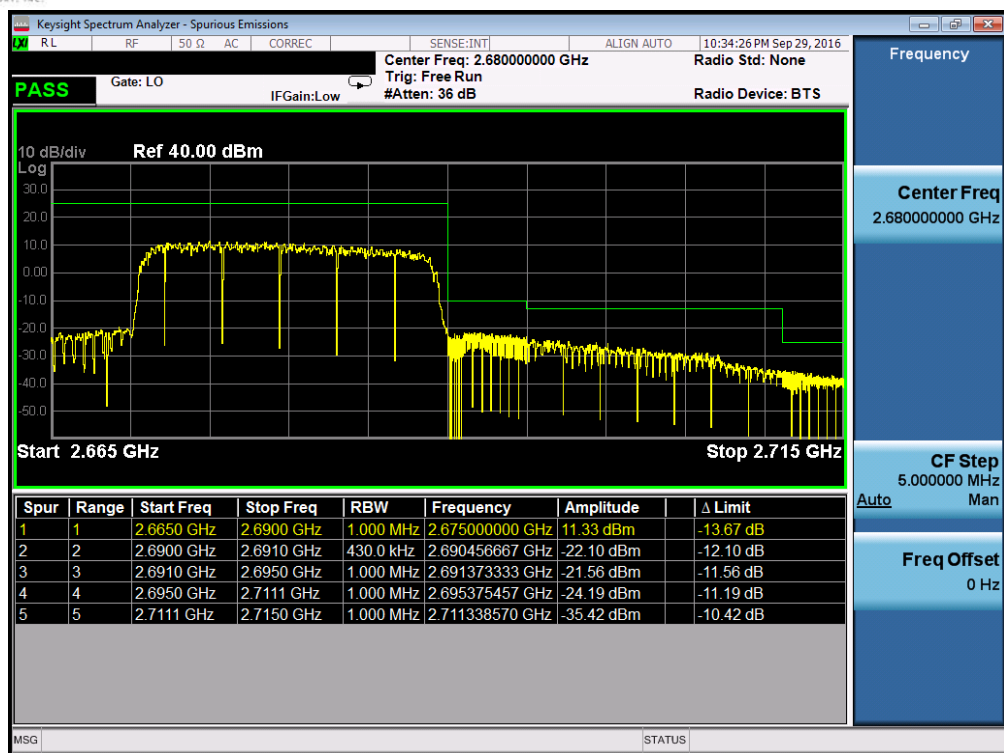 Keysight Spectrum Analyzer - Spurious Emissions
LXI RL RF 50 Ω AC CORREC SENSE:INT ALIGN AUTO 10:34:26 PM Sep 29, 2016
Center Freq: 2.680000000 GHz Radio Std: None
PASS Gate: LO Trig: Free Run
IFGain:Low #Atten: 36 dB Radio Device: BTS
10 dB/div Ref 40.00 dBm
Log
30.0
20.0
10.0
0.00
-10.0
-20.0
-30.0
-40.0
-50.0
Start 2.665 GHz Stop 2.715 GHz
Spur Range Start Freq Stop Freq RBW Frequency Amplitude Δ Limit
1 1 2.6650 GHz 2.6900 GHz 1.000 MHz 2.675000000 GHz 11.33 dBm -13.67 dB
2 2 2.6900 GHz 2.6910 GHz 430.0 kHz 2.690456667 GHz -22.10 dBm -12.10 dB
3 3 2.6910 GHz 2.6950 GHz 1.000 MHz 2.691373333 GHz -21.56 dBm -11.56 dB
4 4 2.6950 GHz 2.7111 GHz 1.000 MHz 2.695375457 GHz -24.19 dBm -11.19 dB
5 5 2.7111 GHz 2.7150 GHz 1.000 MHz 2.711338570 GHz -35.42 dBm -10.42 dB
MSG STATUS
Frequency
Center Freq
2.680000000 GHz
CF Step
5.000000 MHz
Auto Man
Freq Offset
0 Hz